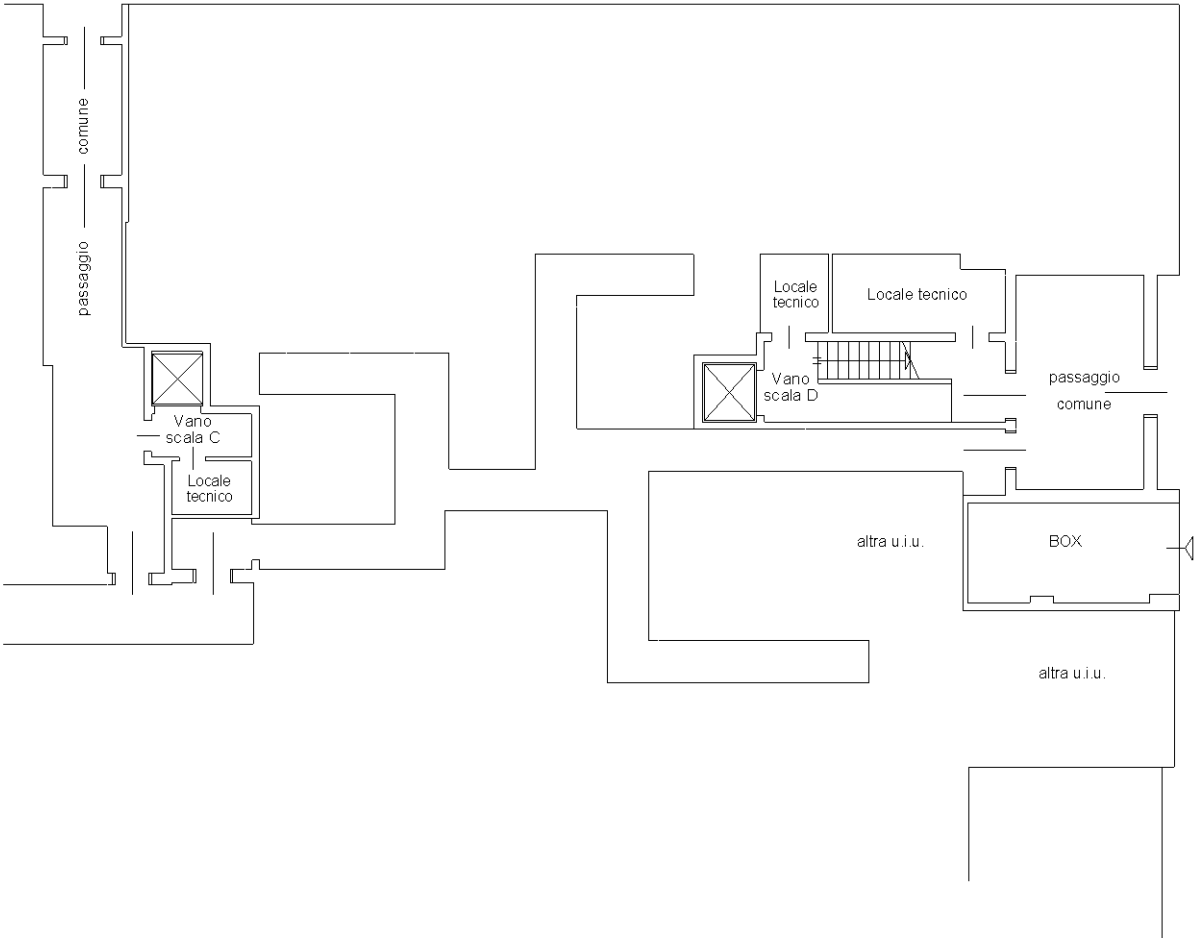 comune
passaggio
Locale
tecnico
Locale tecnico
passaggio
comune
Vano
scala D
Vano
scala C
Locale
tecnico
altra u.i.u.
BOX
altra u.i.u.